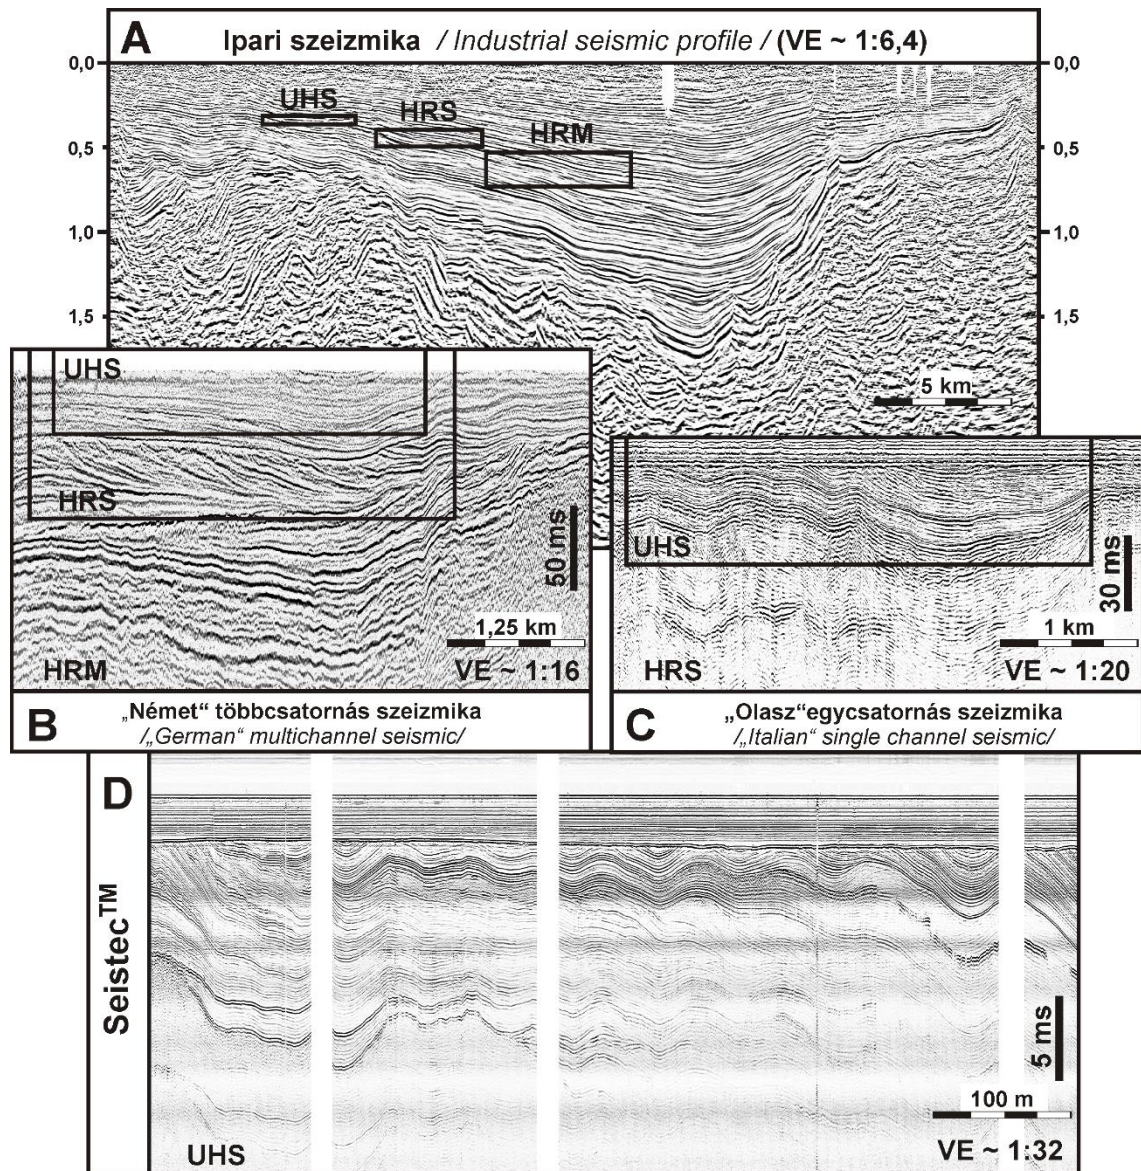 A
Ipari szeizmika / Industrial seismic profile / (VE ~ 1:6,4)
0,0
0,0
UHS
HRS
HRM
0,5
0,5
1,0
1,0
1,5
1,5
5 km
UHS
HRS
50 ms
1,25 km
HRM
VE ~ 1:16
B
„Német“ többcsatornás szeizmika
/„German“ multichannel seismic/
UHS
30 ms
1 km
HRS
VE ~ 1:20
C
„Olasz“egycsatornás szeizmika
/„Italian“ single channel seismic/
D
Seistec™
5 ms
100 m
UHS
VE ~ 1:32